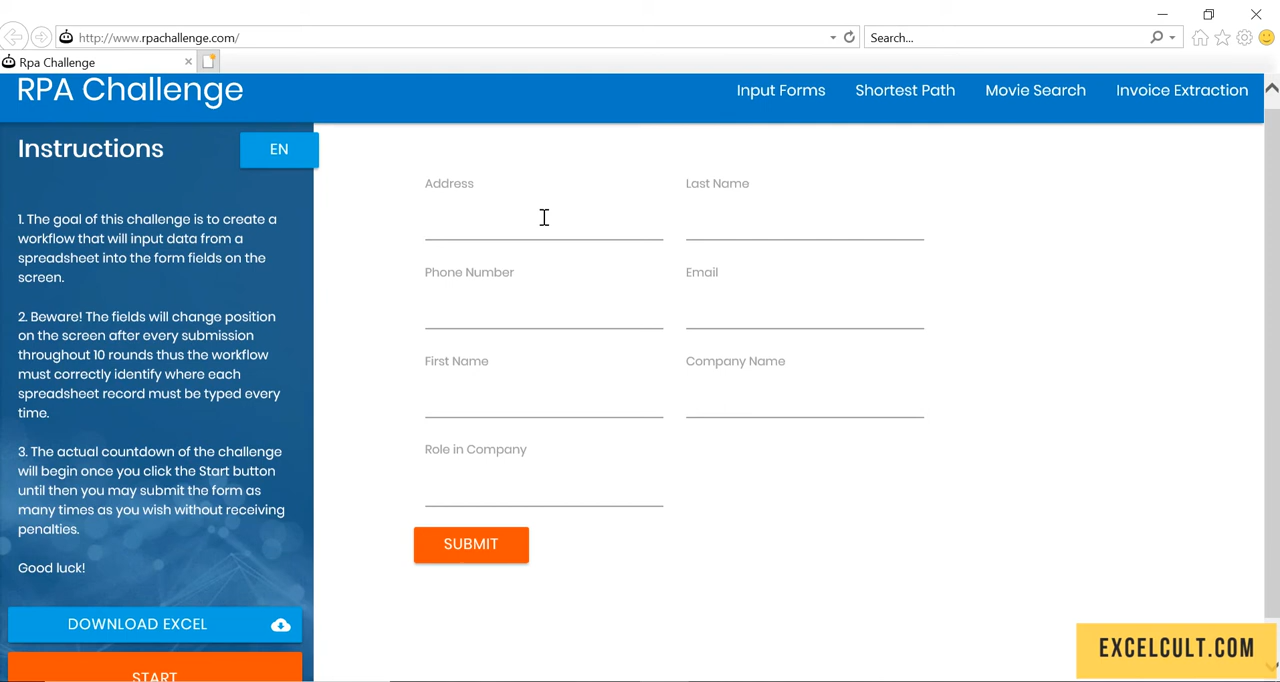 http://www.rpachallenge.com/
Search...
Rpa Challenge
RPA Challenge
Input Forms
Shortest Path
Movie Search
Invoice Extraction
Instructions
EN
1. The goal of this challenge is to create a
workflow that will input data from a
spreadsheet into the form fields on the
screen.
2. Beware! The fields will change position
on the screen after every submission
throughout 10 rounds thus the workflow
must correctly identify where each
spreadsheet record must be typed every
time.
3. The actual countdown of the challenge
will begin once you click the Start button
until then you may submit the form as
many times as you wish without receiving
penalties.
Good luck!
DOWNLOAD EXCEL
START
Address
Last Name
Phone Number
Email
First Name
Company Name
Role in Company
SUBMIT
EXCELCULT.COM